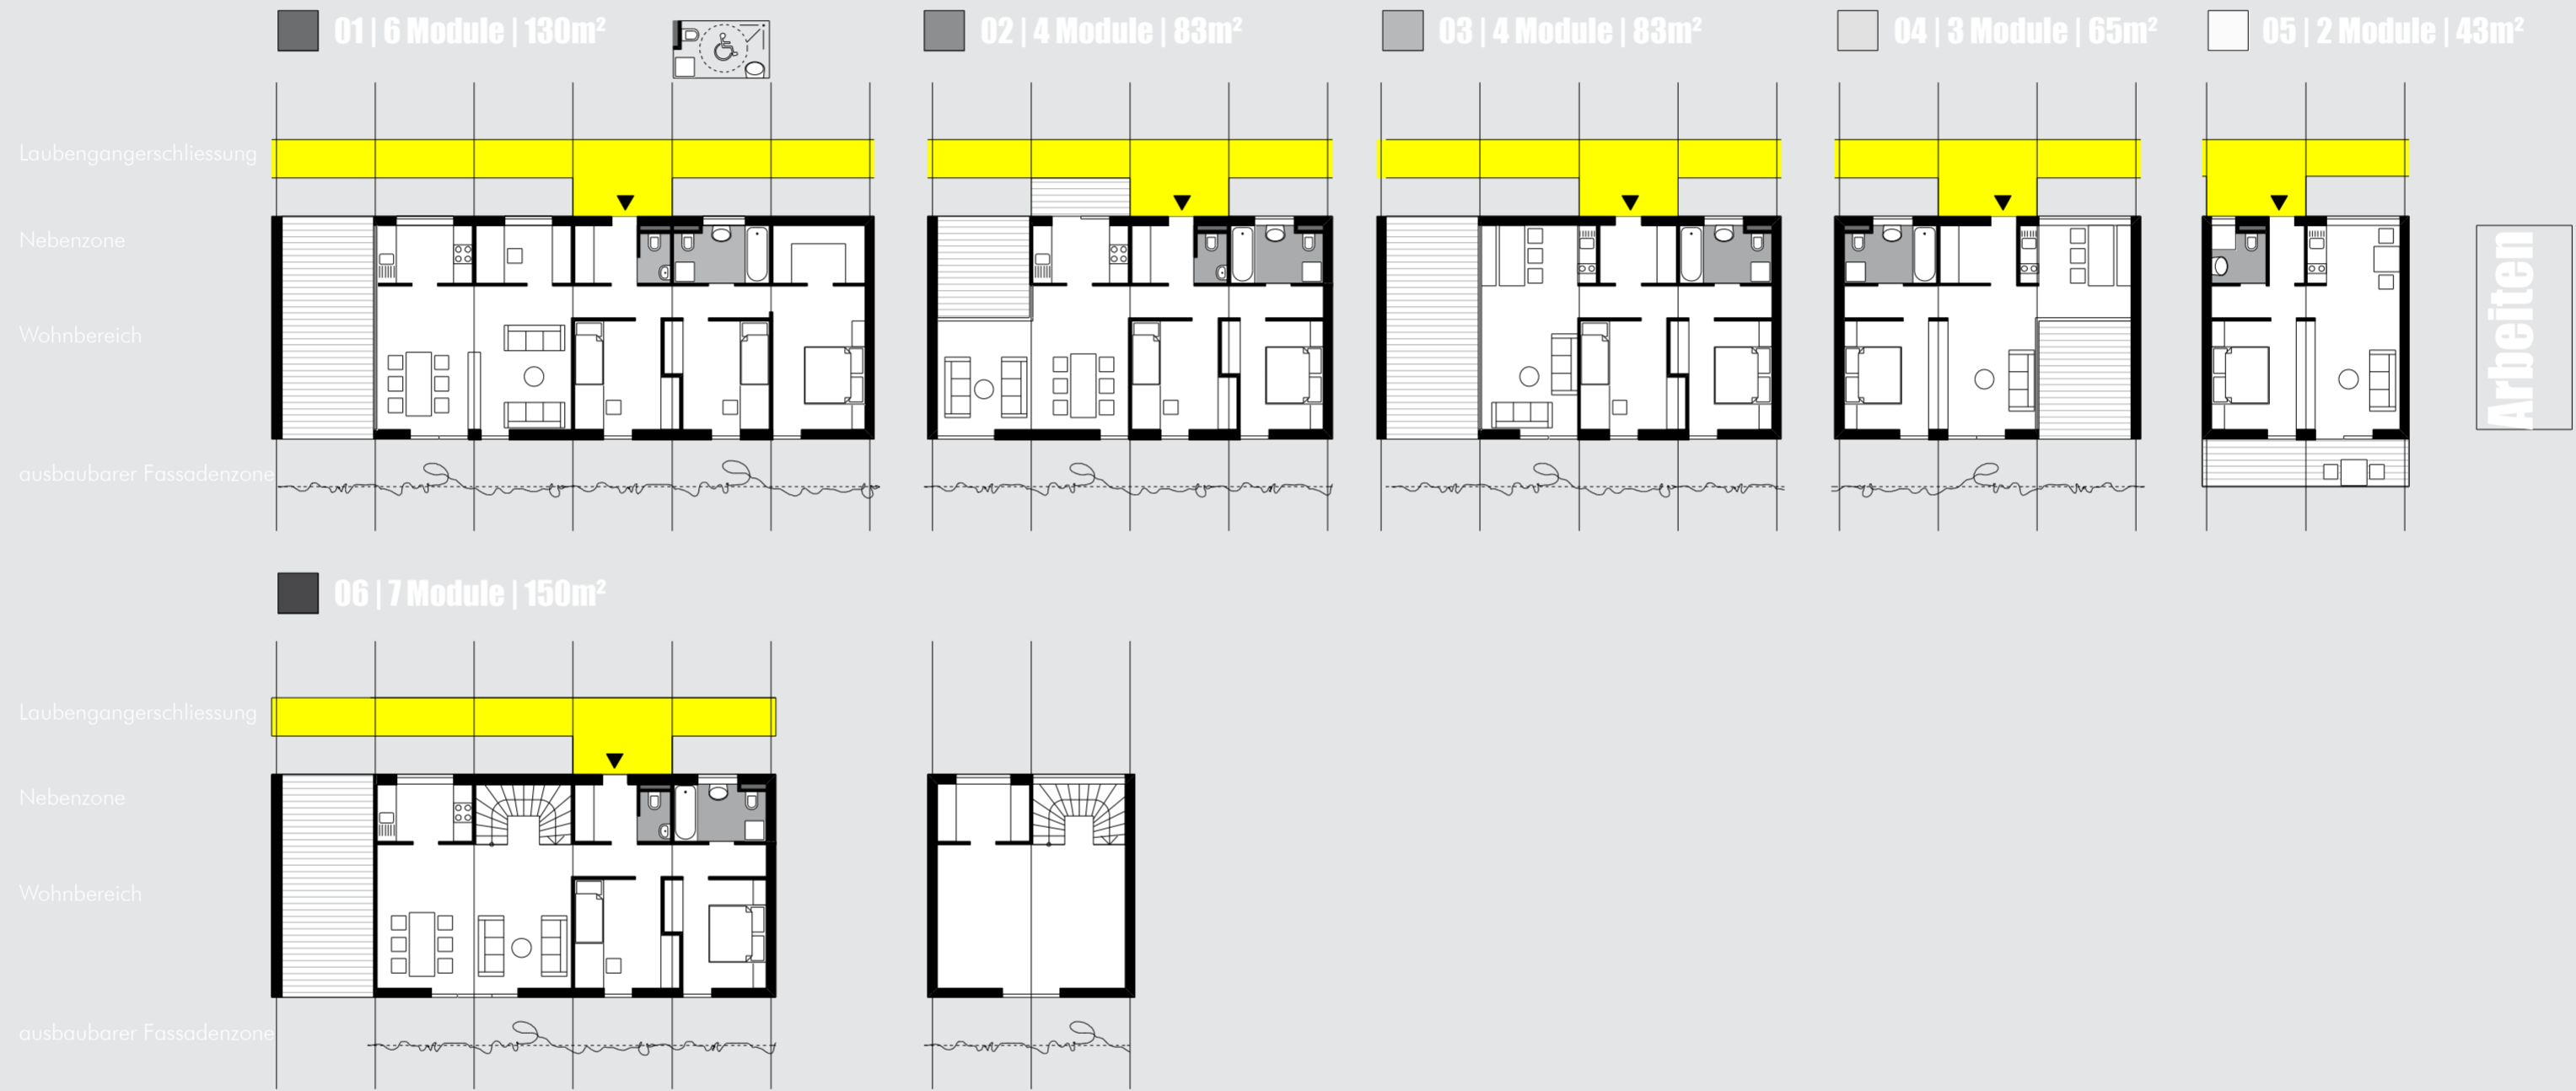 01 | 6 Module | 130m²
02 | 4 Module | 83m²
03 | 4 Module | 83m²
04 | 3 Module | 65m²
05 | 2 Module | 43m²
Laubengangerschliessung
Nebenzone
Wohnbereich
ausbaubarer Fassadenzone
Arbeiten
06 | 7 Module | 150m²
Laubengangerschliessung
Nebenzone
Wohnbereich
ausbaubarer Fassadenzone